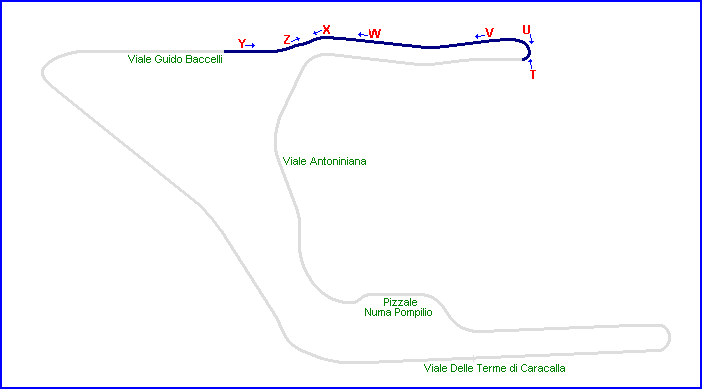 U
X
W
V
Z
Y
Viale Guido Baccelli
T
Viale Antoniniana
Pizzale
Numa Pompilio
Viale Delle Terme di Caracalla